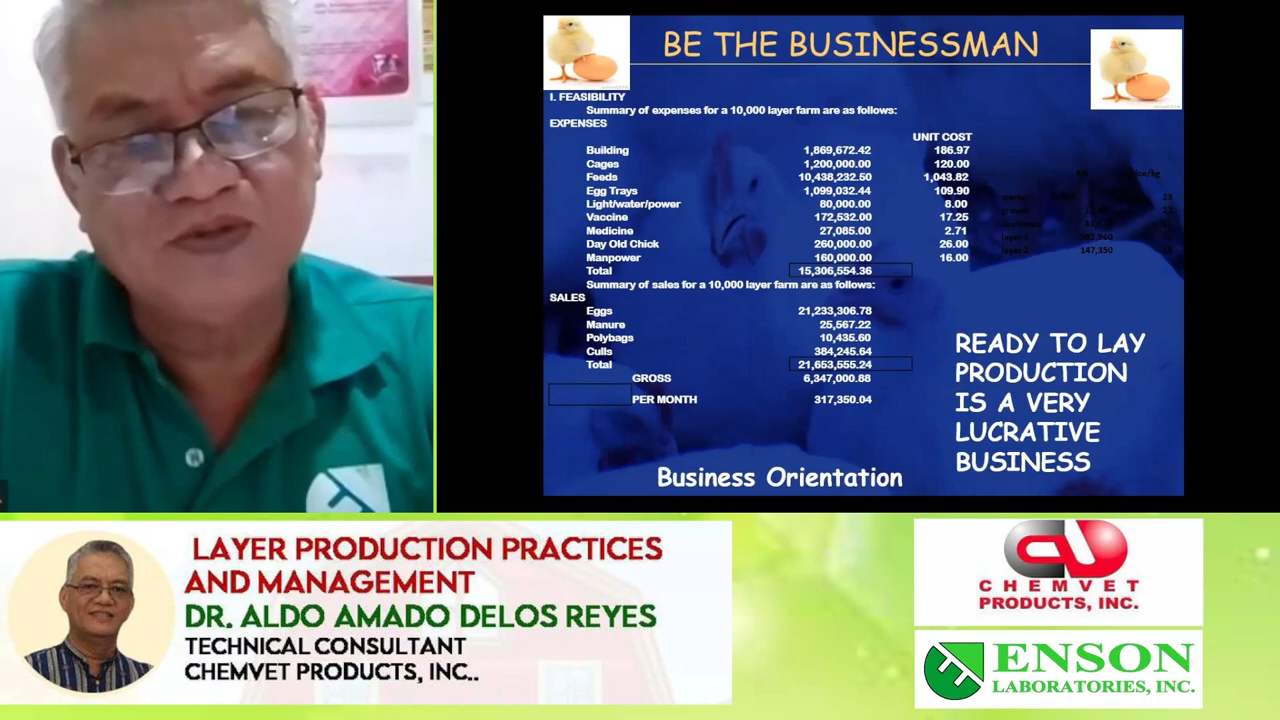 BE THE BUSINESSMAN
I. FEASIBILITY
Summary of expenses for a 10,000 layer farm are as follows:
EXPENSES
UNIT COST
Building 1,869,672.42 186.97
Cages 1,200,000.00 120.00
Feeds 10,438,232.50 1,043.82
Egg Trays 1,099,032.44 109.90
Light/water/power 80,000.00 8.00
Vaccine 172,532.00 17.25
Medicine 27,085.00 2.71
Day Old Chick 260,000.00 26.00
Manpower 160,000.00 16.00
Total 15,306,554.36
Summary of sales for a 10,000 layer farm are as follows:
SALES
Eggs 21,233,306.78
Manure 25,567.22
Polybags 10,435.60
Culls 384,245.64
Total 21,653,555.24
GROSS 6,347,000.88
PER MONTH 317,350.04
layer 2 147,350
READY TO LAY
PRODUCTION
IS A VERY
LUCRATIVE
BUSINESS
Business Orientation
LAYER PRODUCTION PRACTICES
AND MANAGEMENT
DR. ALDO AMADO DELOS REYES
TECHNICAL CONSULTANT
CHEMVET PRODUCTS, INC..
CHEMVET
PRODUCTS, INC.
ENSON
LABORATORIES, INC.